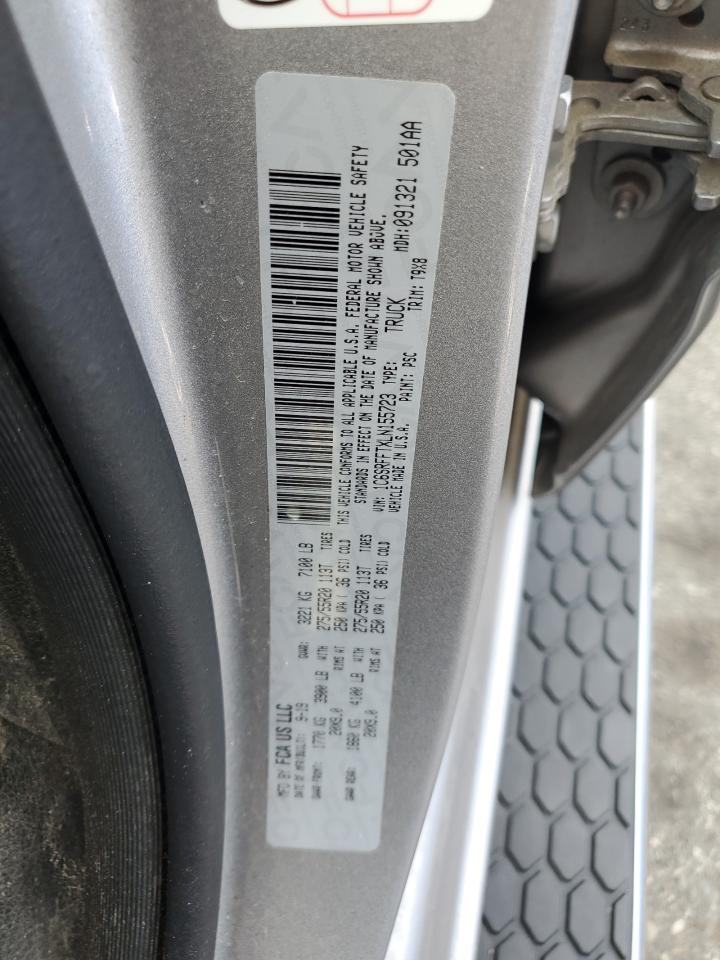 MFD BY FCA US LLC
DATE OF MFR/BUILT: 9-19 GVWR: 3221 KG 7100 LB
GAWR FRONT: 1770 KG 3900 LB WITH 275/55R20 113T TIRES
20X9.0 RIMS AT 250 KPA ( 36 PSI) COLD
GAWR REAR: 1860 KG 4100 LB WITH 275/55R20 113T TIRES
20X9.0 RIMS AT 250 KPA ( 36 PSI) COLD
THIS VEHICLE CONFORMS TO ALL APPLICABLE U.S.A. FEDERAL MOTOR VEHICLE SAFETY
STANDARDS IN EFFECT ON THE DATE OF MANUFACTURE SHOWN ABOVE.
VIN: 1C6SRFFTXLN155723 TYPE: TRUCK MDH:091321 501AA
VEHICLE MADE IN U.S.A. PAINT: PSC TRIM: T9X8
243